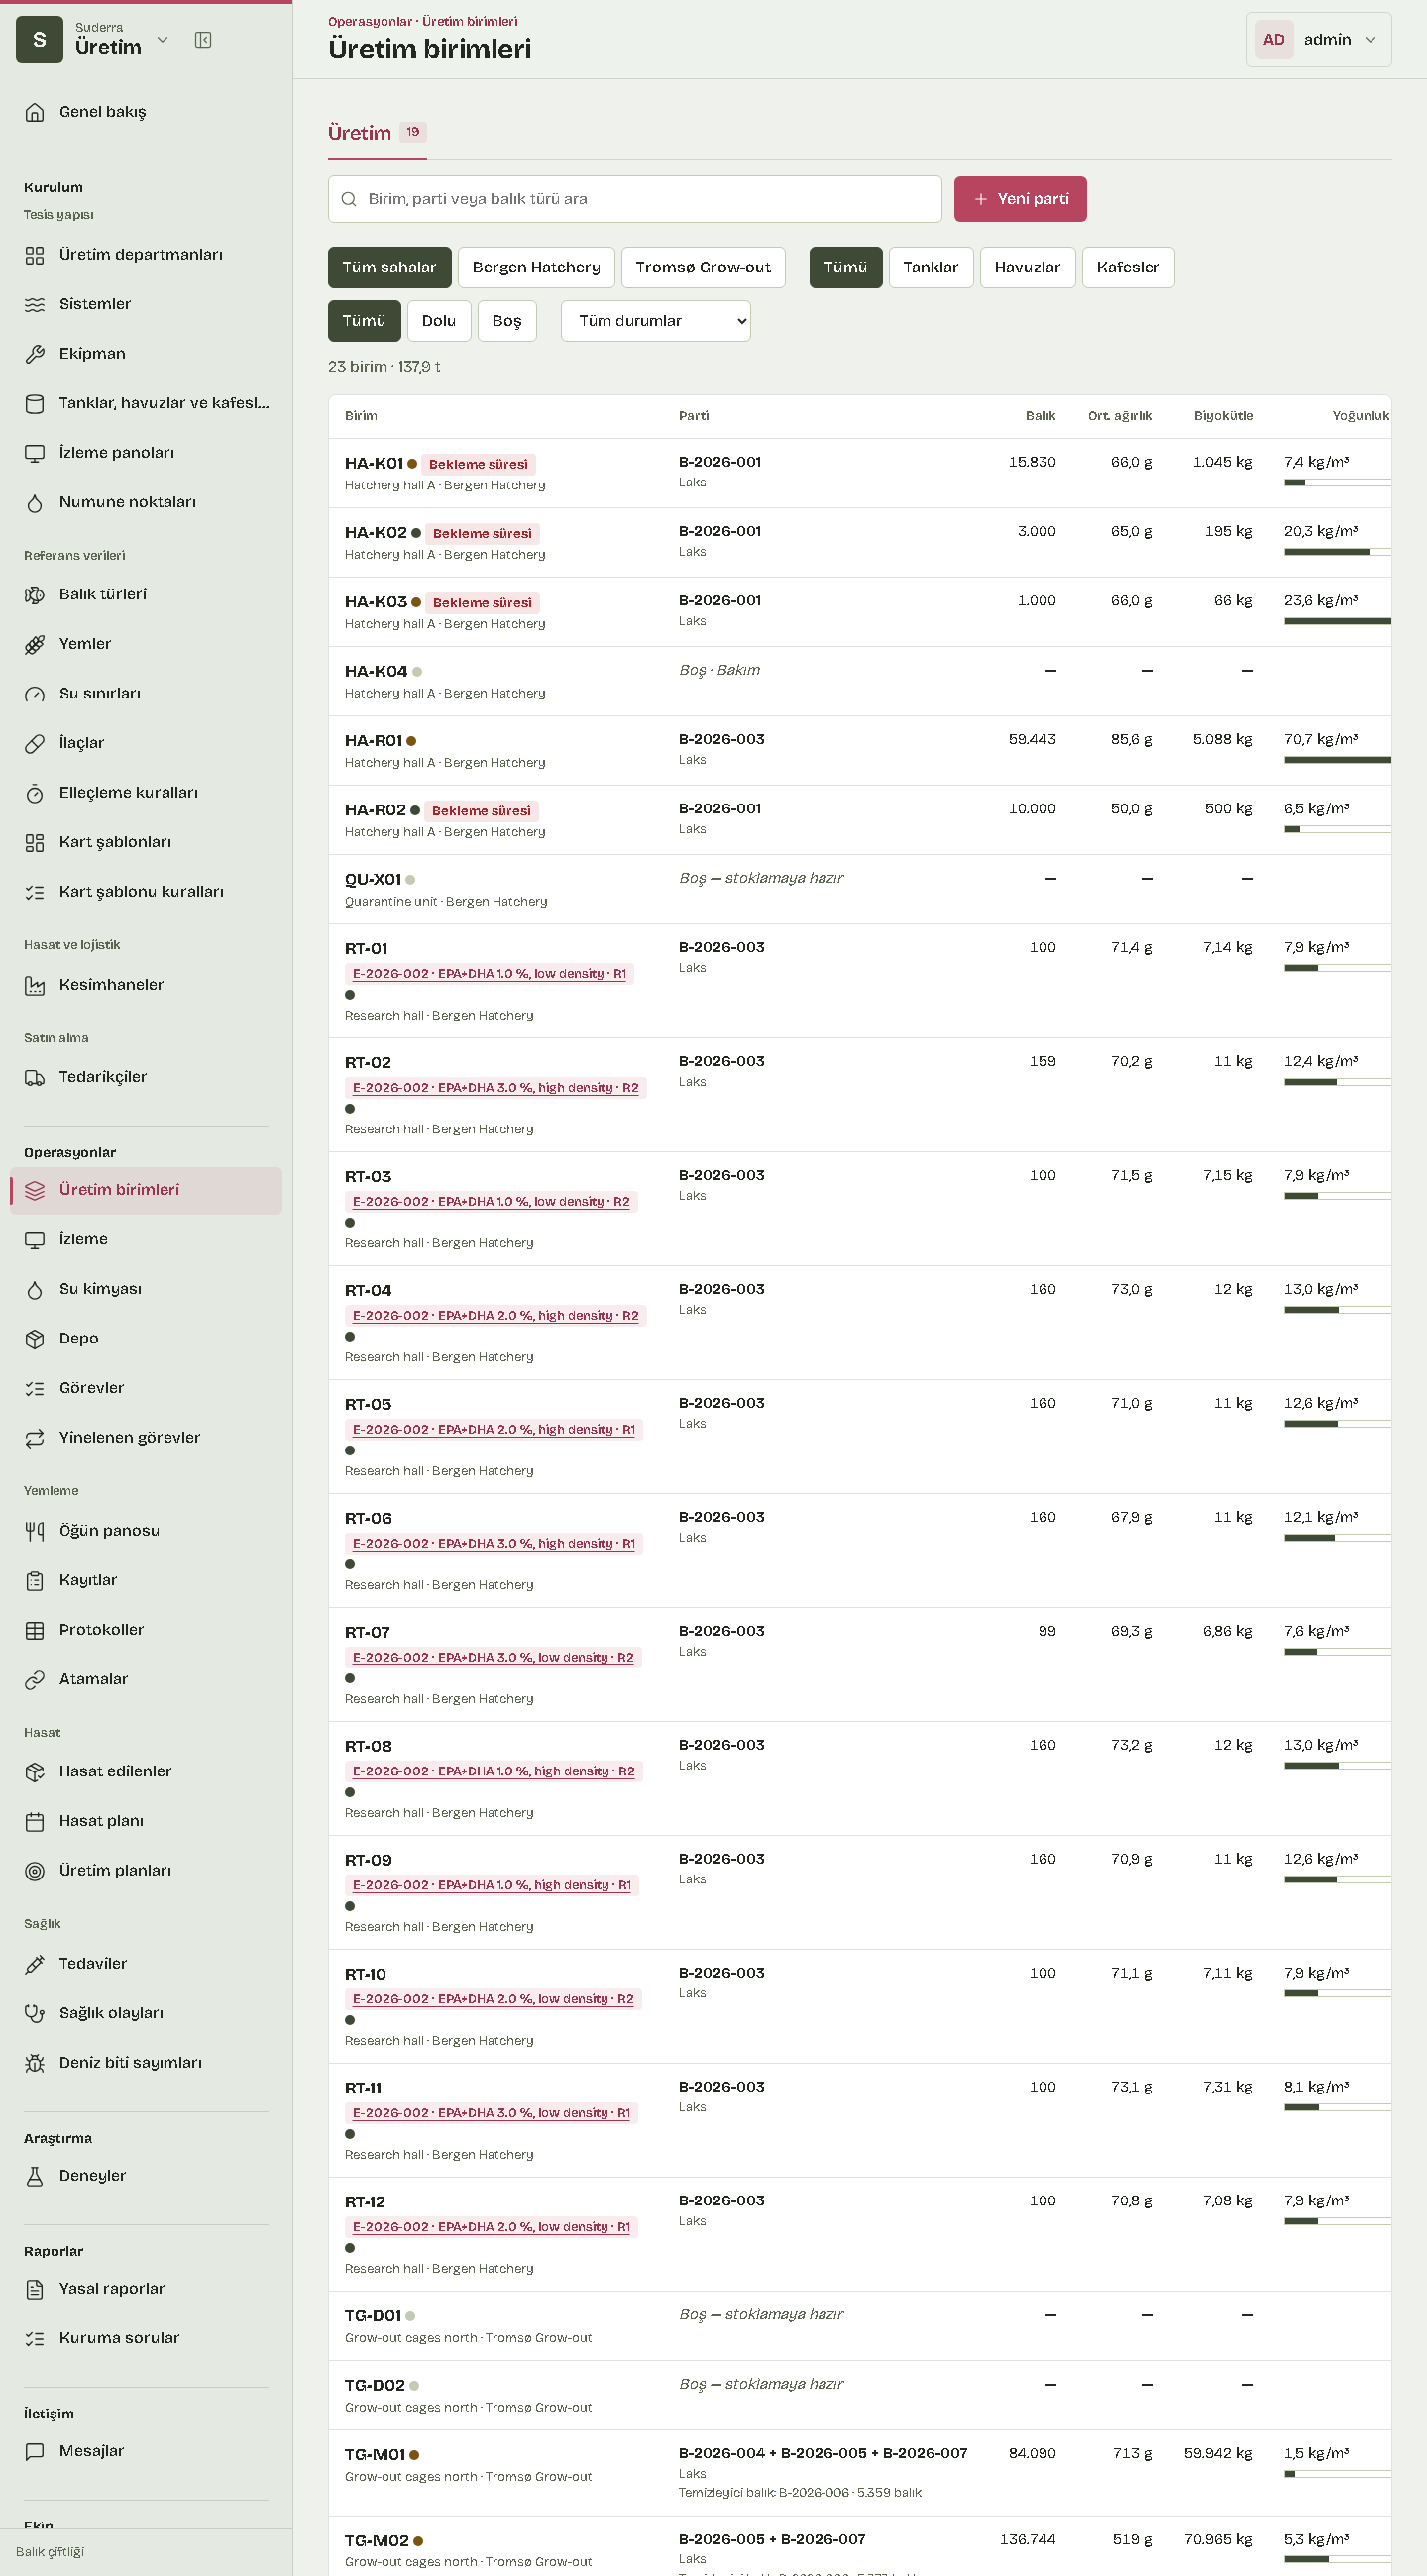 S
Suderra
Üretim
Genel bakış
Kurulum
Tesis yapısı
Üretim departmanları
Sistemler
Ekipman
Tanklar, havuzlar ve kafesl...
İzleme panoları
Numune noktaları
Referans verileri
Balık türleri
Yemler
Su sınırları
İlaçlar
Elleçleme kuralları
Kart şablonları
Kart şablonu kuralları
Hasat ve lojistik
Kesimhaneler
Satın alma
Tedarikçiler
Operasyonlar
Üretim birimleri
İzleme
Su kimyası
Depo
Görevler
Yinelenen görevler
Yemleme
Öğün panosu
Kayıtlar
Protokoller
Atamalar
Hasat
Hasat edilenler
Hasat planı
Üretim planları
Sağlık
Tedaviler
Sağlık olayları
Deniz biti sayımları
Araştırma
Deneyler
Raporlar
Yasal raporlar
Kuruma sorular
İletişim
Mesajlar
Ekip
Balık çiftliği
Operasyonlar · Üretim birimleri
Üretim birimleri
AD admin
Üretim 19
Birim, parti veya balık türü ara
+ Yeni parti
Tüm sahalar Bergen Hatchery Tromsø Grow-out Tümü Tanklar Havuzlar Kafesler
Tümü Dolu Boş Tüm durumlar
23 birim · 137,9 t
Birim Parti Balık Ort. ağırlık Biyokütle Yoğunluk
HA-K01 Bekleme süresi B-2026-001 15.830 66,0 g 1.045 kg 7,4 kg/m³
Hatchery hall A · Bergen Hatchery Laks
HA-K02 Bekleme süresi B-2026-001 3.000 65,0 g 195 kg 20,3 kg/m³
Hatchery hall A · Bergen Hatchery Laks
HA-K03 Bekleme süresi B-2026-001 1.000 66,0 g 66 kg 23,6 kg/m³
Hatchery hall A · Bergen Hatchery Laks
HA-K04 Boş · Bakım — — —
Hatchery hall A · Bergen Hatchery
HA-R01 B-2026-003 59.443 85,6 g 5.088 kg 70,7 kg/m³
Hatchery hall A · Bergen Hatchery Laks
HA-R02 Bekleme süresi B-2026-001 10.000 50,0 g 500 kg 6,5 kg/m³
Hatchery hall A · Bergen Hatchery Laks
QU-X01 Boş — stoklamaya hazır — — —
Quarantine unit · Bergen Hatchery
RT-01 B-2026-003 100 71,4 g 7,14 kg 7,9 kg/m³
E-2026-002 · EPA+DHA 1.0 %, low density · R1 Laks
Research hall · Bergen Hatchery
RT-02 B-2026-003 159 70,2 g 11 kg 12,4 kg/m³
E-2026-002 · EPA+DHA 3.0 %, high density · R2 Laks
Research hall · Bergen Hatchery
RT-03 B-2026-003 100 71,5 g 7,15 kg 7,9 kg/m³
E-2026-002 · EPA+DHA 1.0 %, low density · R2 Laks
Research hall · Bergen Hatchery
RT-04 B-2026-003 160 73,0 g 12 kg 13,0 kg/m³
E-2026-002 · EPA+DHA 2.0 %, high density · R2 Laks
Research hall · Bergen Hatchery
RT-05 B-2026-003 160 71,0 g 11 kg 12,6 kg/m³
E-2026-002 · EPA+DHA 2.0 %, high density · R1 Laks
Research hall · Bergen Hatchery
RT-06 B-2026-003 160 67,9 g 11 kg 12,1 kg/m³
E-2026-002 · EPA+DHA 3.0 %, high density · R1 Laks
Research hall · Bergen Hatchery
RT-07 B-2026-003 99 69,3 g 6,86 kg 7,6 kg/m³
E-2026-002 · EPA+DHA 3.0 %, low density · R2 Laks
Research hall · Bergen Hatchery
RT-08 B-2026-003 160 73,2 g 12 kg 13,0 kg/m³
E-2026-002 · EPA+DHA 1.0 %, high density · R2 Laks
Research hall · Bergen Hatchery
RT-09 B-2026-003 160 70,9 g 11 kg 12,6 kg/m³
E-2026-002 · EPA+DHA 1.0 %, high density · R1 Laks
Research hall · Bergen Hatchery
RT-10 B-2026-003 100 71,1 g 7,11 kg 7,9 kg/m³
E-2026-002 · EPA+DHA 2.0 %, low density · R2 Laks
Research hall · Bergen Hatchery
RT-11 B-2026-003 100 73,1 g 7,31 kg 8,1 kg/m³
E-2026-002 · EPA+DHA 3.0 %, low density · R1 Laks
Research hall · Bergen Hatchery
RT-12 B-2026-003 100 70,8 g 7,08 kg 7,9 kg/m³
E-2026-002 · EPA+DHA 2.0 %, low density · R1 Laks
Research hall · Bergen Hatchery
TG-D01 Boş — stoklamaya hazır — — —
Grow-out cages north · Tromsø Grow-out
TG-D02 Boş — stoklamaya hazır — — —
Grow-out cages north · Tromsø Grow-out
TG-M01 B-2026-004 + B-2026-005 + B-2026-007 84.090 713 g 59.942 kg 1,5 kg/m³
Grow-out cages north · Tromsø Grow-out Laks
Temizleyici balık: B-2026-006 · 5.359 balık
TG-M02 B-2026-005 + B-2026-007 136.744 519 g 70.965 kg 5,3 kg/m³
Grow-out cages north · Tromsø Grow-out Laks